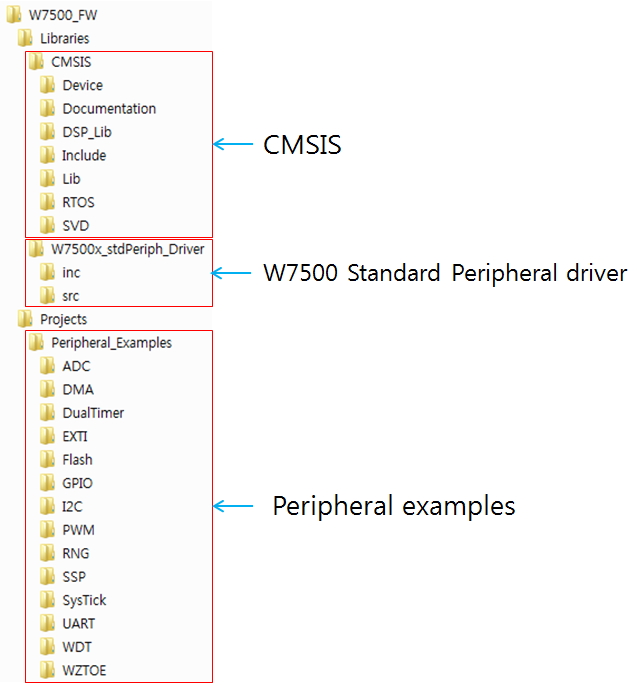 W7500_FW
Libraries
CMSIS
Device
Documentation
DSP_Lib
Include
Lib
RTOS
SVD
CMSIS
W7500x_stdPeriph_Driver
inc
src
W7500 Standard Peripheral driver
Projects
Peripheral_Examples
ADC
DMA
DualTimer
EXTI
Flash
GPIO
I2C
PWM
RNG
SSP
SysTick
UART
WDT
WZTOE
Peripheral examples